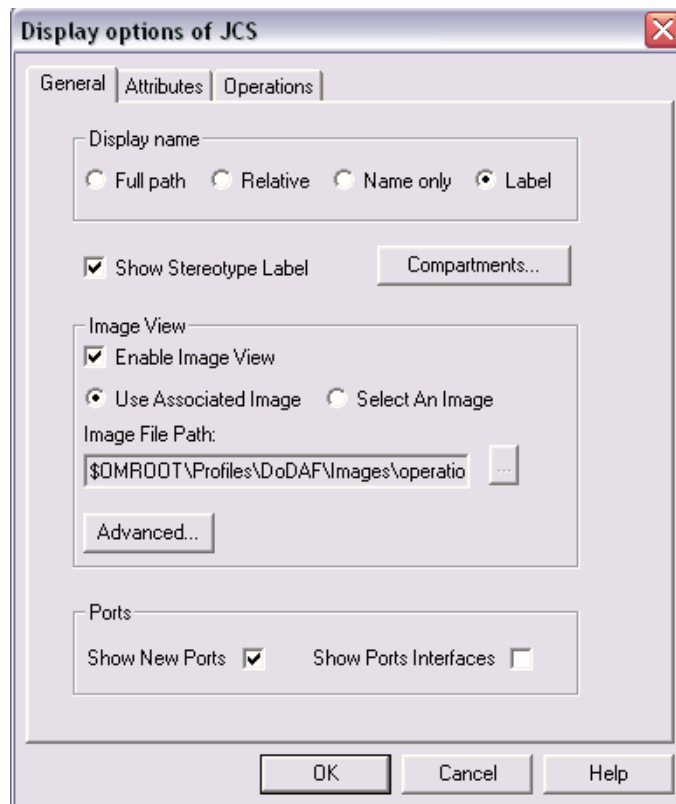 Display options of JCS
General Attributes Operations
Display name
Full path Relative Name only Label
Show Stereotype Label Compartments...
Image View
Enable Image View
Use Associated Image Select An Image
Image File Path:
$OMROOT\Profiles\DoDAF\Images\operatio ...
Advanced...
Ports
Show New Ports Show Ports Interfaces
OK Cancel Help